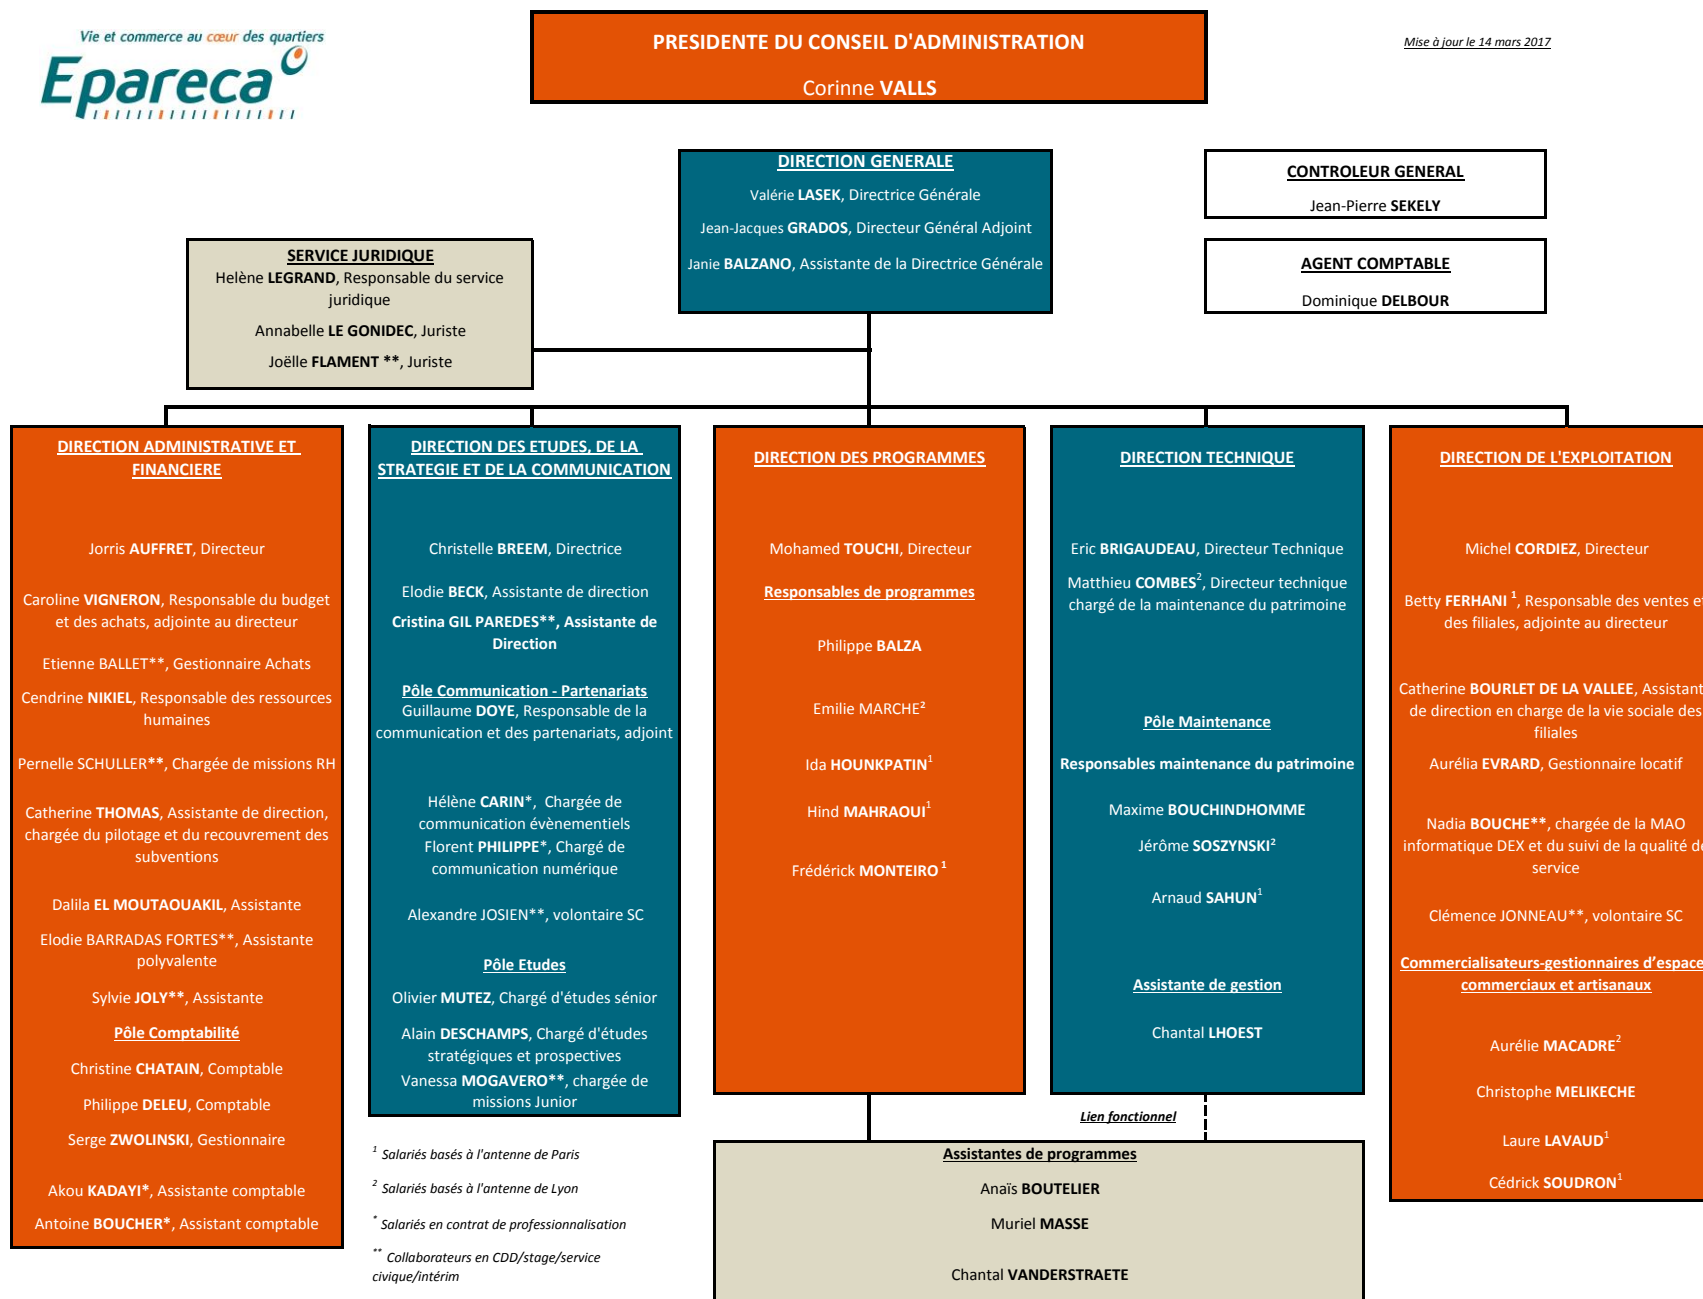 Vie et commerce au cœur des quartiers
Epareca
PRESIDENTE DU CONSEIL D'ADMINISTRATION
Corinne VALLS
Mise à jour le 14 mars 2017
DIRECTION GENERALE
Valérie LASEK, Directrice Générale
Jean-Jacques GRADOS, Directeur Général Adjoint
Janie BALZANO, Assistante de la Directrice Générale
CONTROLEUR GENERAL
Jean-Pierre SEKELY
AGENT COMPTABLE
Dominique DELBOUR
SERVICE JURIDIQUE
Helène LEGRAND, Responsable du service
juridique
Annabelle LE GONIDEC, Juriste
Joëlle FLAMENT **, Juriste
DIRECTION ADMINISTRATIVE ET
FINANCIERE
Jorris AUFFRET, Directeur
Caroline VIGNERON, Responsable du budget
et des achats, adjointe au directeur
Etienne BALLET**, Gestionnaire Achats
Cendrine NIKIEL, Responsable des ressources
humaines
Pernelle SCHULLER**, Chargée de missions RH
Catherine THOMAS, Assistante de direction,
chargée du pilotage et du recouvrement des
subventions
Dalila EL MOUTAOUAKIL, Assistante
Elodie BARRADAS FORTES**, Assistante
polyvalente
Sylvie JOLY**, Assistante
Pôle Comptabilité
Christine CHATAIN, Comptable
Philippe DELEU, Comptable
Serge ZWOLINSKI, Gestionnaire
Akou KADAYI*, Assistante comptable
Antoine BOUCHER*, Assistant comptable
DIRECTION DES ETUDES, DE LA
STRATEGIE ET DE LA COMMUNICATION
Christelle BREEM, Directrice
Elodie BECK, Assistante de direction
Cristina GIL PAREDES**, Assistante de
Direction
Pôle Communication - Partenariats
Guillaume DOYE, Responsable de la
communication et des partenariats, adjoint
Hélène CARIN*, Chargée de
communication évènementiels
Florent PHILIPPE*, Chargé de
communication numérique
Alexandre JOSIEN**, volontaire SC
Pôle Etudes
Olivier MUTEZ, Chargé d'études sénior
Alain DESCHAMPS, Chargé d'études
stratégiques et prospectives
Vanessa MOGAVERO**, chargée de
missions Junior
¹ Salariés basés à l'antenne de Paris
² Salariés basés à l'antenne de Lyon
* Salariés en contrat de professionnalisation
** Collaborateurs en CDD/stage/service
civique/intérim
DIRECTION DES PROGRAMMES
Mohamed TOUCHI, Directeur
Responsables de programmes
Philippe BALZA
Emilie MARCHE²
Ida HOUNKPATIN¹
Hind MAHRAOUI¹
Frédérick MONTEIRO¹
DIRECTION TECHNIQUE
Eric BRIGAUDEAU, Directeur Technique
Matthieu COMBES², Directeur technique
chargé de la maintenance du patrimoine
Pôle Maintenance
Responsables maintenance du patrimoine
Maxime BOUCHINDHOMME
Jérôme SOSZYNSKI²
Arnaud SAHUN¹
Assistante de gestion
Chantal LHOEST
Lien fonctionnel
Assistantes de programmes
Anaïs BOUTELIER
Muriel MASSE
Chantal VANDERSTRAETE
DIRECTION DE L'EXPLOITATION
Michel CORDIEZ, Directeur
Betty FERHANI ¹, Responsable des ventes et
des filiales, adjointe au directeur
Catherine BOURLET DE LA VALLEE, Assistant
de direction en charge de la vie sociale des
filiales
Aurélia EVRARD, Gestionnaire locatif
Nadia BOUCHE**, chargée de la MAO
informatique DEX et du suivi de la qualité de
service
Clémence JONNEAU**, volontaire SC
Commercialisateurs-gestionnaires d’espace
commerciaux et artisanaux
Aurélie MACADRE²
Christophe MELIKECHE
Laure LAVAUD¹
Cédrick SOUDRON¹